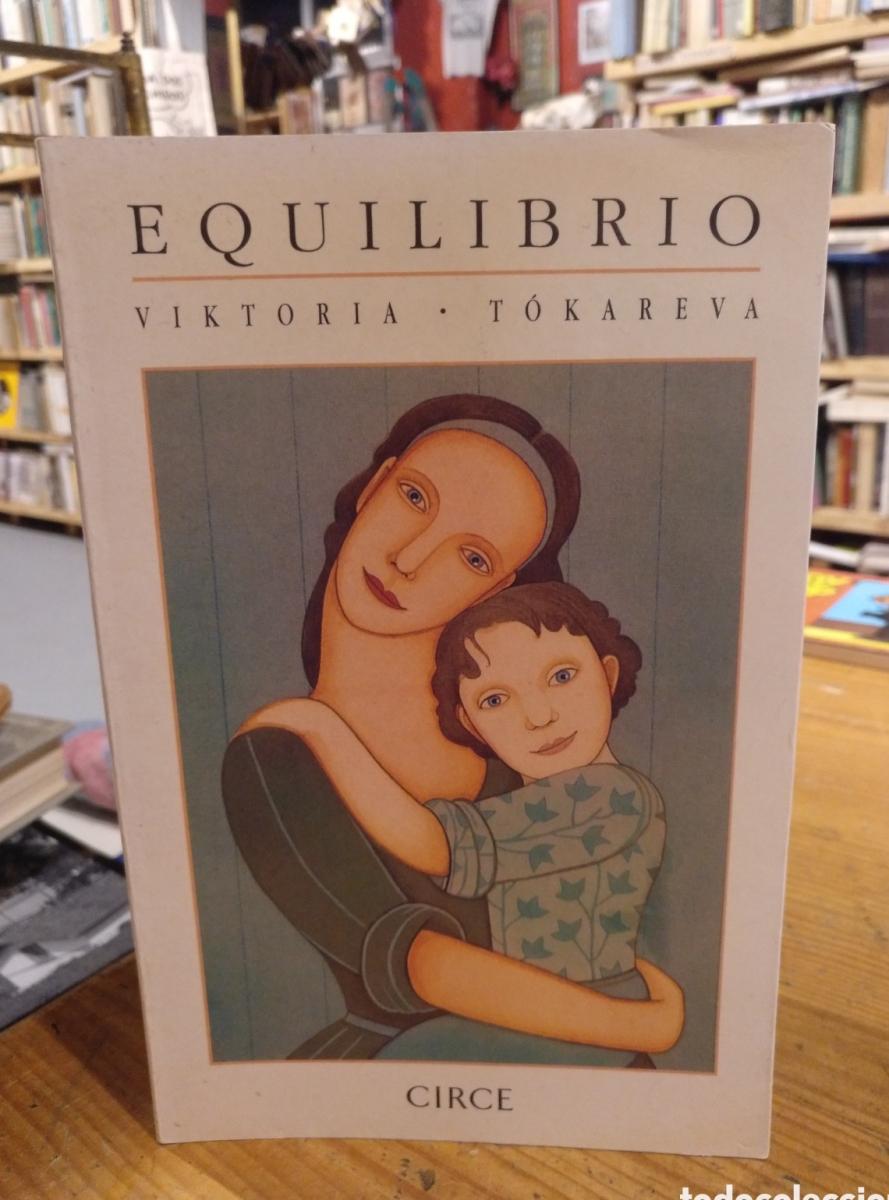 EQUILIBRIO
VIKTORIA · TÓKAREVA
CIRCE